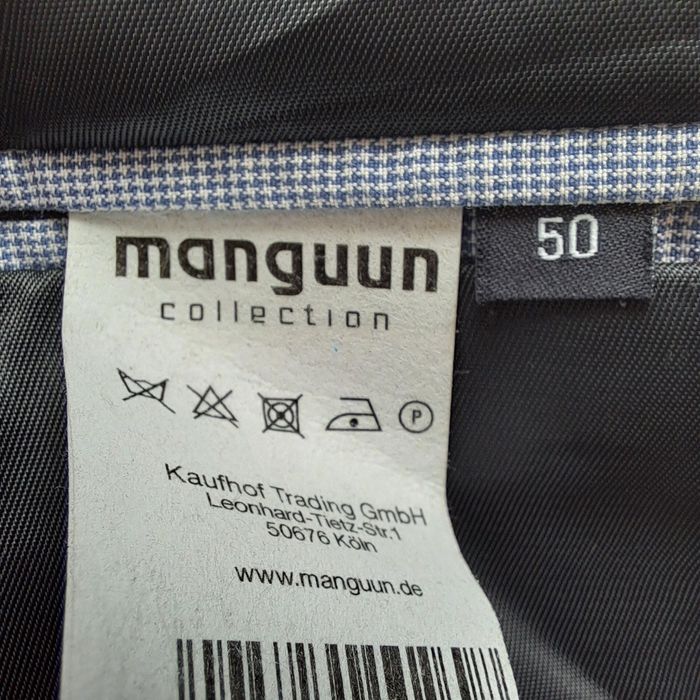 manguun
collection
50
P
Kaufhof Trading GmbH
Leonhard-Tietz-Str.1
50676 Köln
www.manguun.de